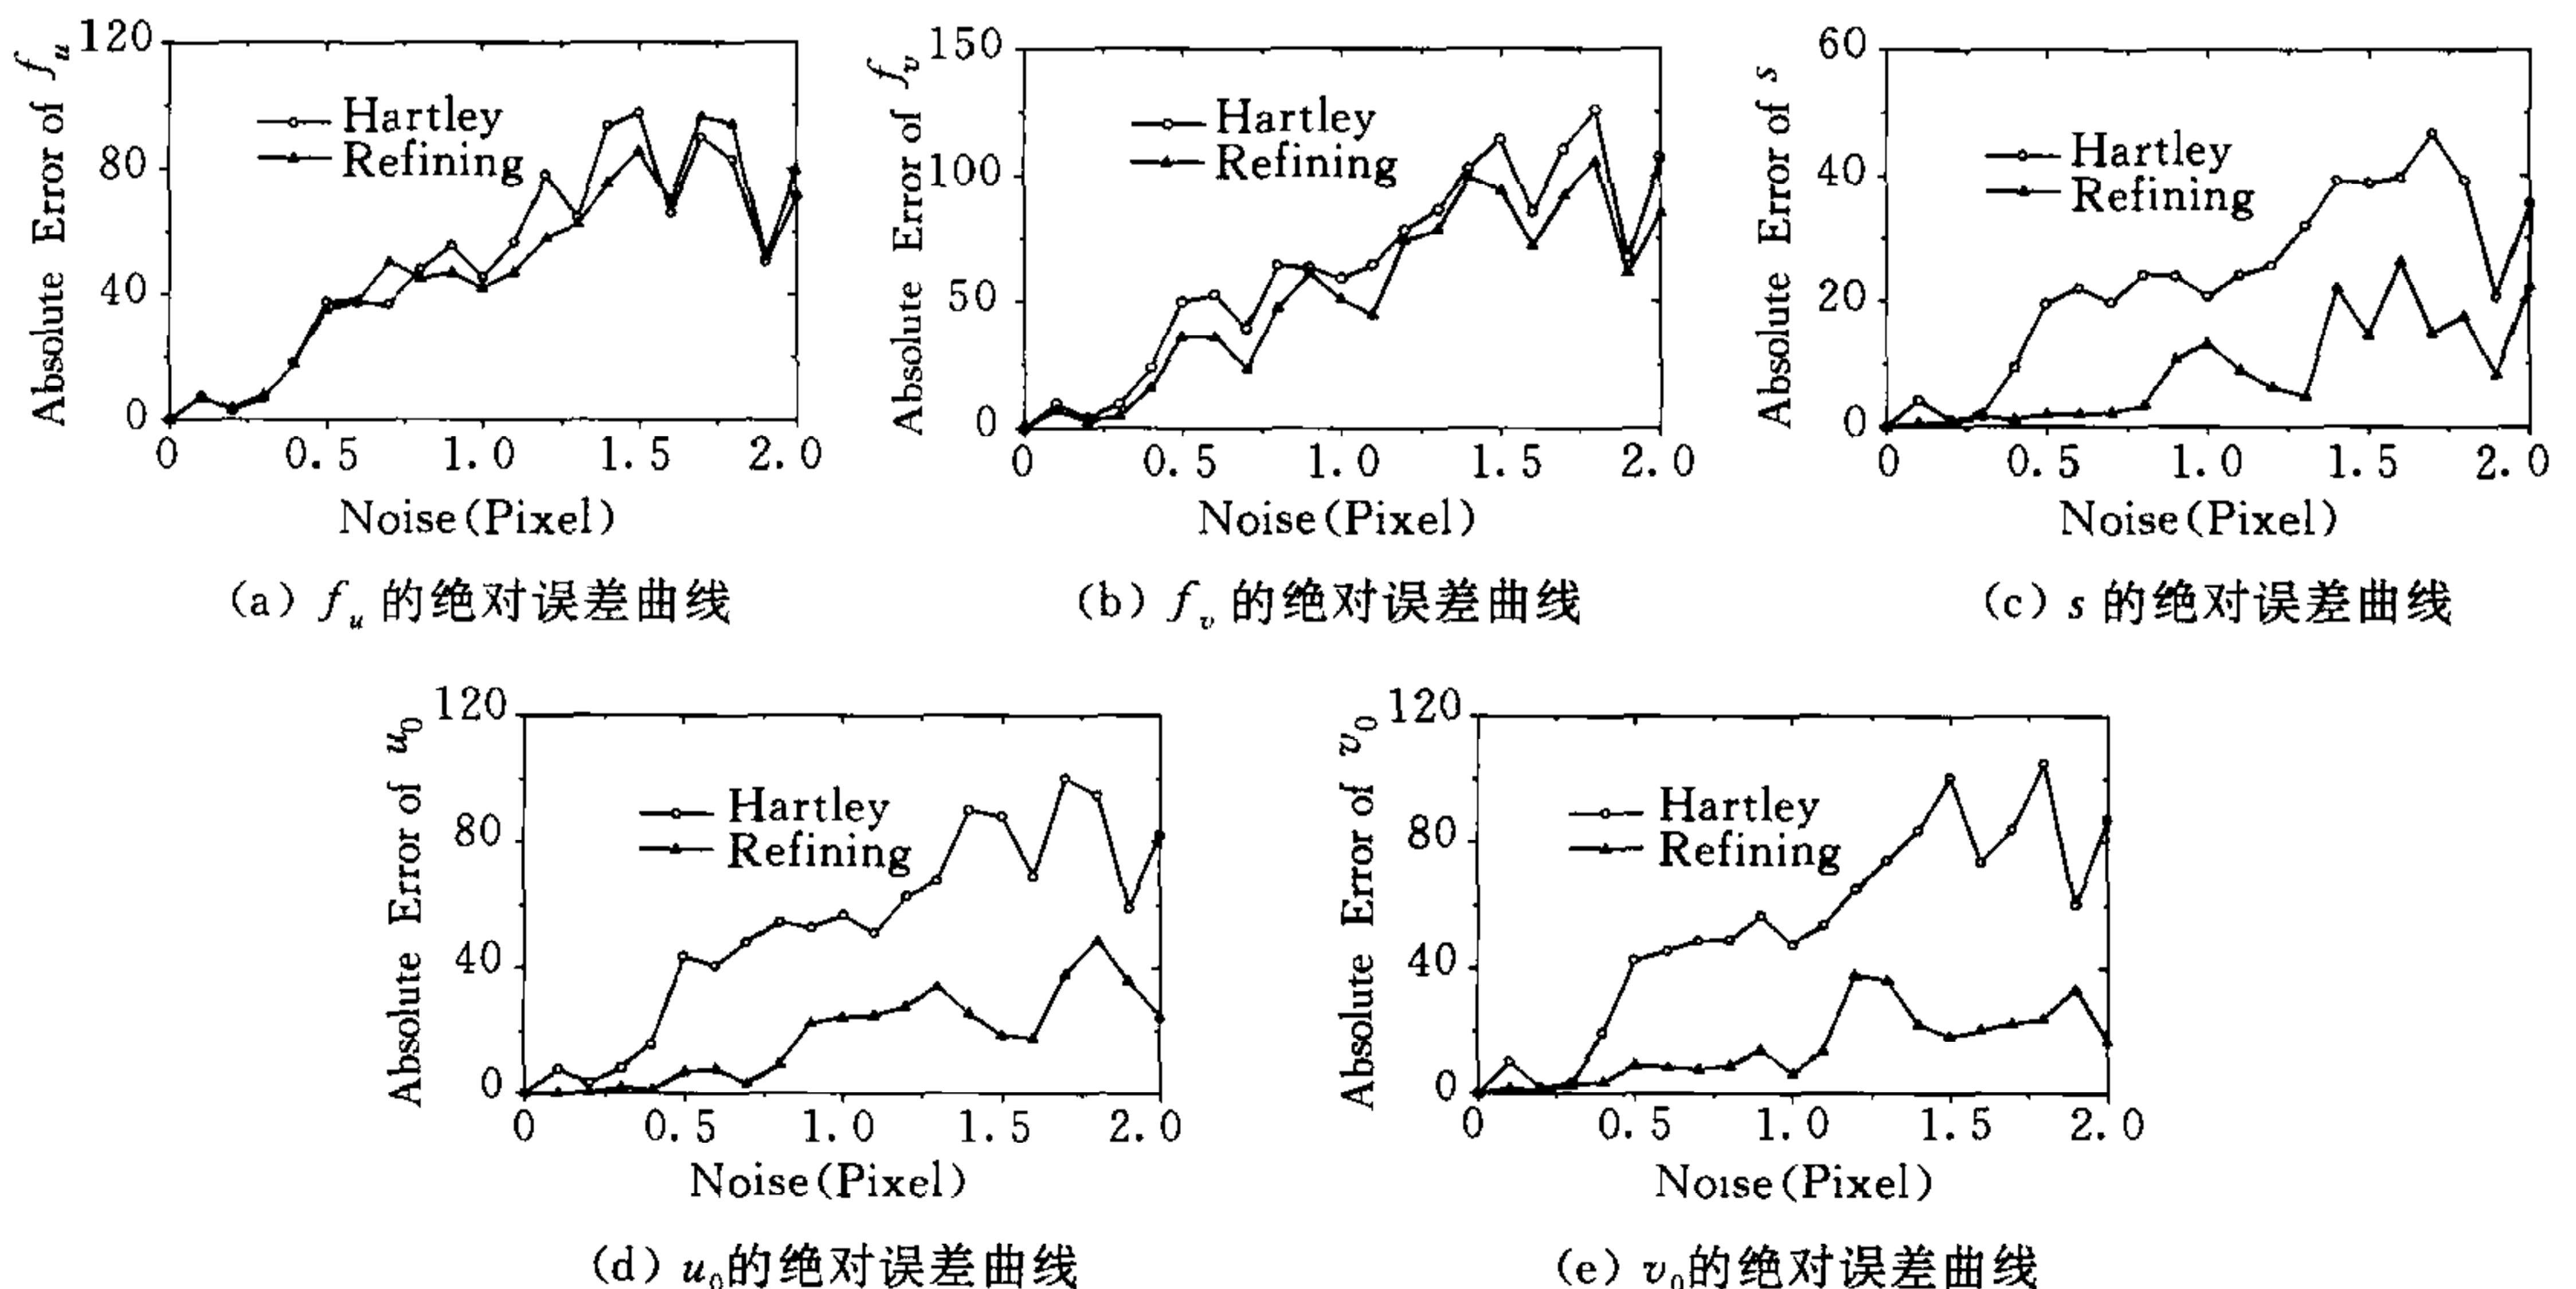 Absolute Error of f_u
120
80
40
0
Hartley
Refining
0 0.5 1.0 1.5 2.0
Noise(Pixel)
(a) f_u 的绝对误差曲线
Absolute Error of f_v
150
100
50
0
Hartley
Refining
0 0.5 1.0 1.5 2.0
Noise(Pixel)
(b) f_v 的绝对误差曲线
Absolute Error of s
60
40
20
0
Hartley
Refining
0 0.5 1.0 1.5 2.0
Noise(Pixel)
(c) s 的绝对误差曲线
Absolute Error of u_0
120
80
40
0
Hartley
Refining
0 0.5 1.0 1.5 2.0
Noise(Pixel)
(d) u_0的绝对误差曲线
Absolute Error of v_0
120
80
40
0
Hartley
Refining
0 0.5 1.0 1.5 2.0
Noise(Pixel)
(e) v_0的绝对误差曲线